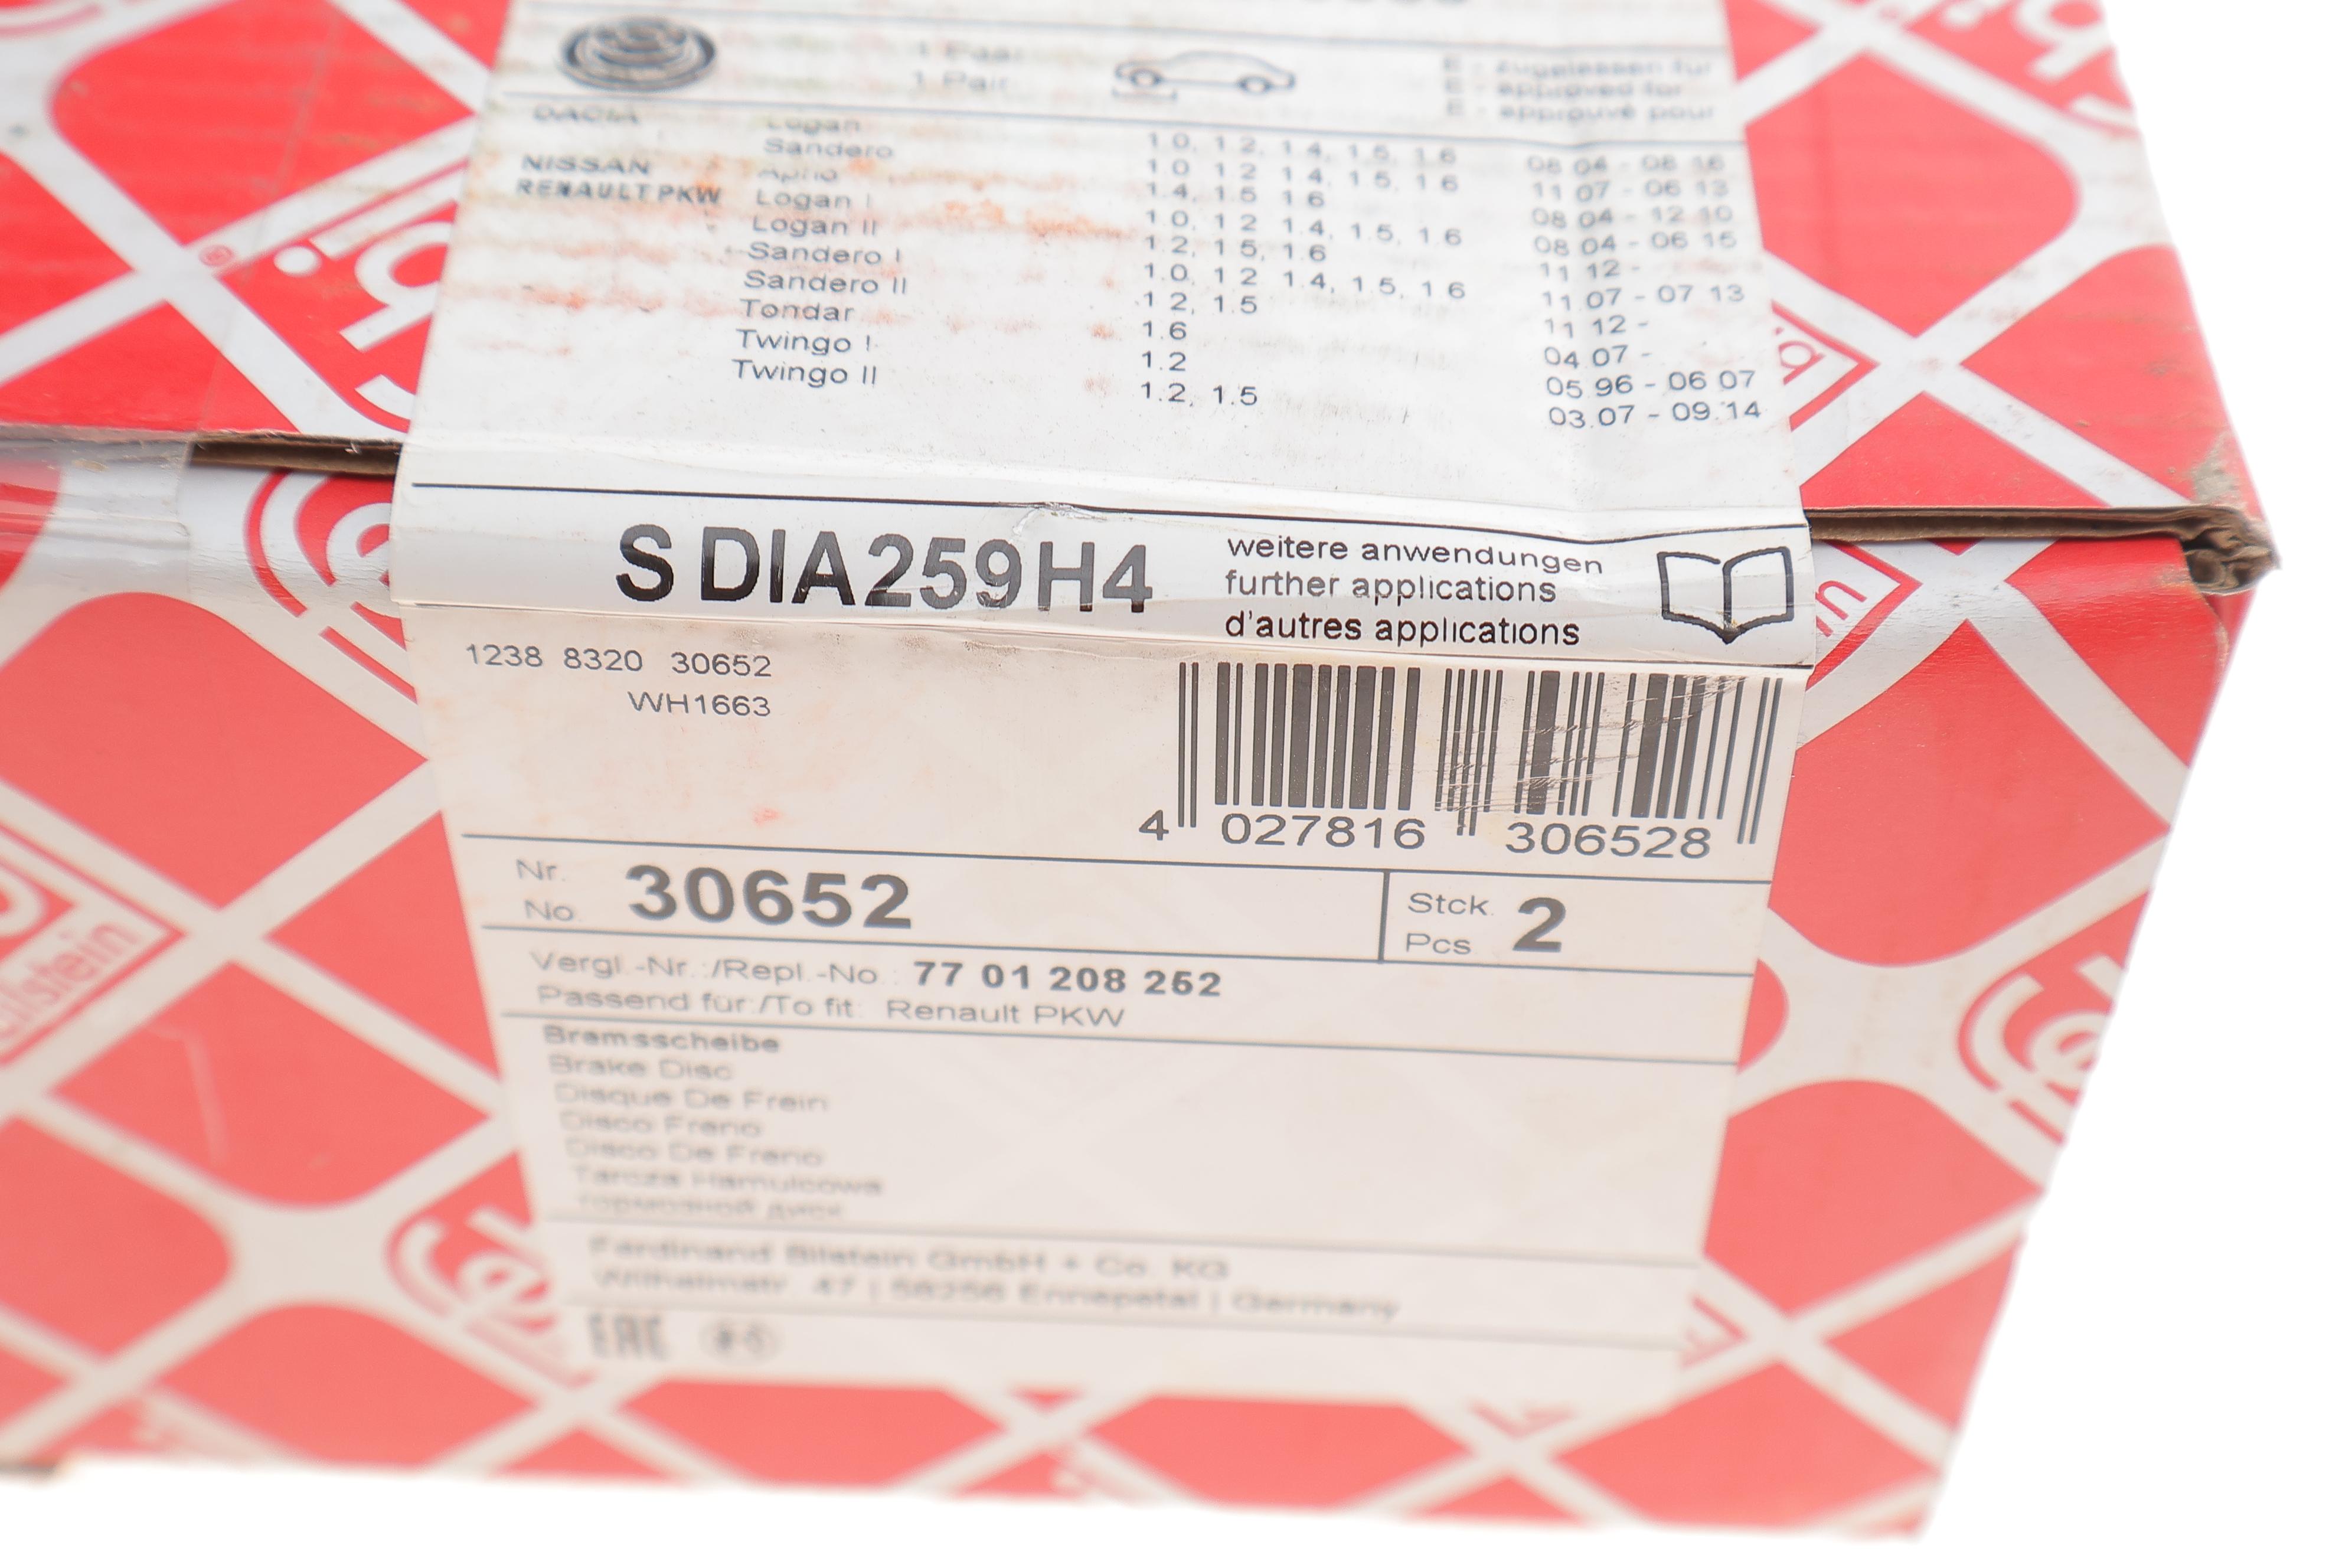 1 Paar
1 Pair
E - zugelassen für
E - approved for
E - approuvé pour
DACIA Logan 1.0, 1.2, 1.4, 1.5, 1.6 08.04 - 08.16
Sandero 1.0, 1.2, 1.4, 1.5, 1.6 11.07 - 06.13
NISSAN Aprio 1.4, 1.5, 1.6 08.04 - 12.10
RENAULT PKW Logan I 1.0, 1.2, 1.4, 1.5, 1.6 08.04 - 06.15
Logan II 1.2, 1.5, 1.6 11.12 -
Sandero I 1.0, 1.2, 1.4, 1.5, 1.6 11.07 - 07.13
Sandero II 1.2, 1.5 11.12 -
Tondar 1.6 04.07 -
Twingo I 1.2 05.96 - 06.07
Twingo II 1.2, 1.5 03.07 - 09.14
S DIA259H4
weitere anwendungen
further applications
d'autres applications
1238 8320 30652
WH1663
4 027816 306528
Nr.
No. 30652
Stck.
Pcs. 2
Vergl.-Nr.:/Repl.-No.: 77 01 208 252
Passend für:/To fit: Renault PKW
Bremsscheibe
Brake Disc
Disque De Frein
Disco Freno
Disco De Freno
Tarcza Hamulcowa
Тормозной диск
Ferdinand Bilstein GmbH + Co. KG
Wilhelmstr. 47 | 58256 Ennepetal | Germany
EAC